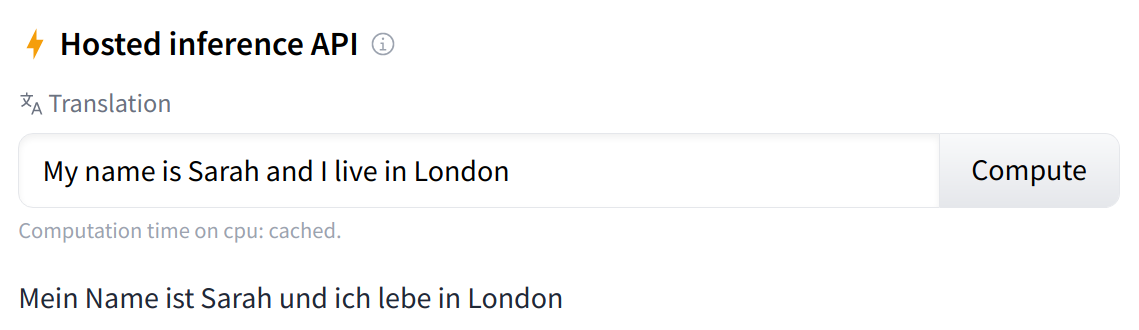 Hosted inference API
Translation
My name is Sarah and I live in London
Compute
Computation time on cpu: cached.
Mein Name ist Sarah und ich lebe in London